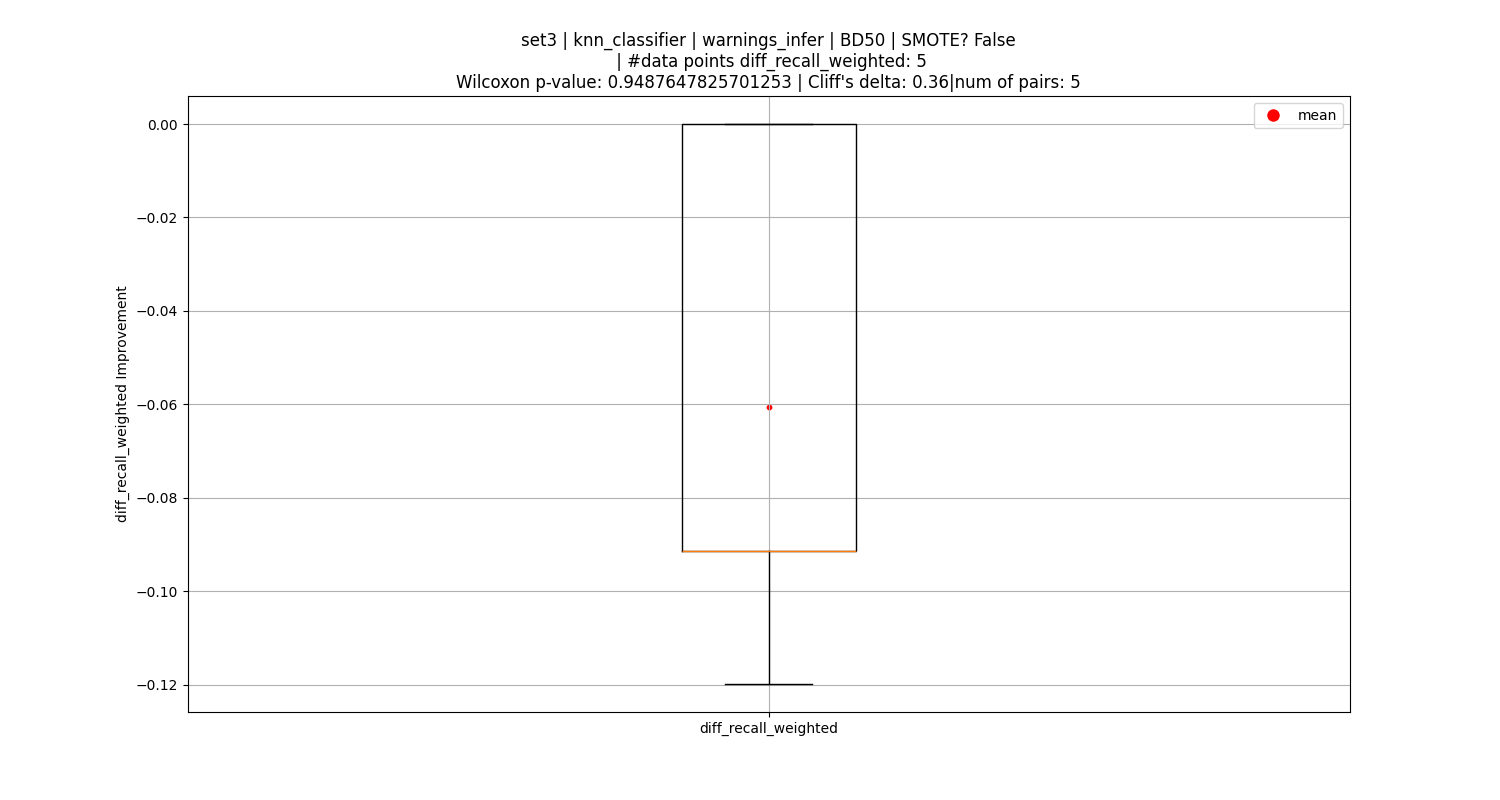 set3 | knn_classifier | warnings_infer | BD50 | SMOTE? False
| #data points diff_recall_weighted: 5
Wilcoxon p-value: 0.9487647825701253 | Cliff's delta: 0.36|num of pairs: 5
mean
0.00
−0.02
−0.04
−0.06
−0.08
−0.10
−0.12
diff_recall_weighted Improvement
diff_recall_weighted